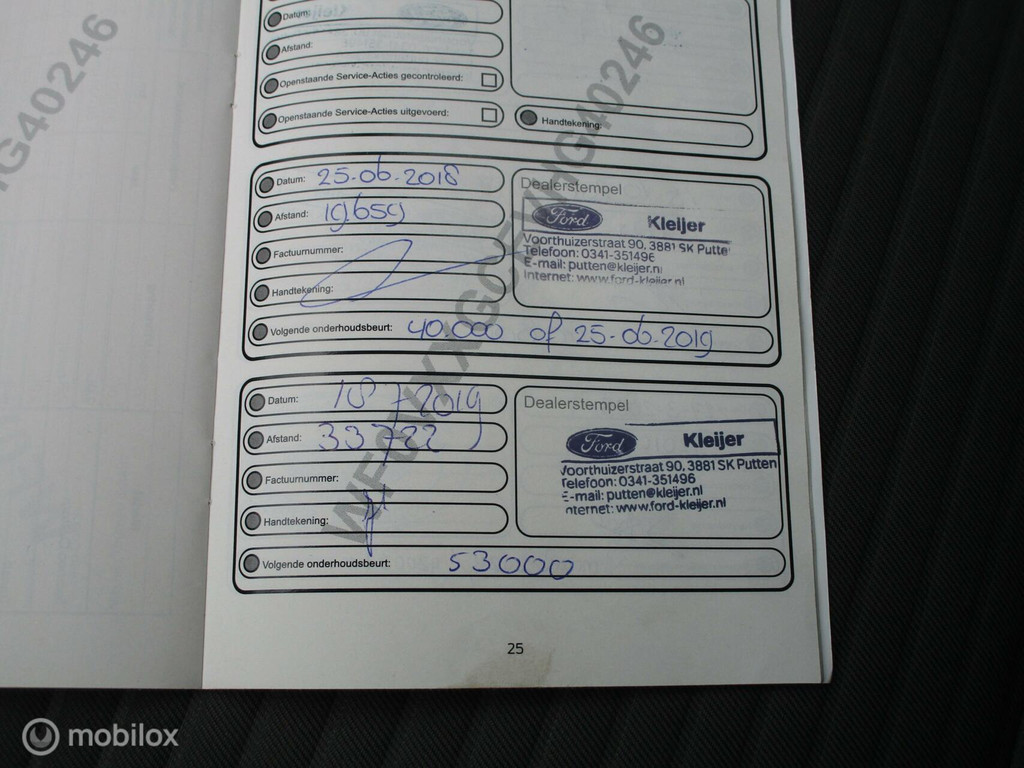 Datum:
Afstand:
Openstaande Service-Acties gecontroleerd:
Openstaande Service-Acties uitgevoerd:
Handtekening:
Datum: 25-06-2018
Afstand: 19.659
Factuurnummer:
Handtekening:
Volgende onderhoudsbeurt: 40.000 of 25-06-2019
Dealerstempel
Ford Kleijer
Voorthuizerstraat 90, 3881 SK Putte
Telefoon: 0341-351496
E-mail: putten@kleijer.nl
Internet: www.ford-kleijer.nl
Datum: 18 7 2019
Afstand: 33722
Factuurnummer:
Handtekening:
Volgende onderhoudsbeurt: 53000
Dealerstempel
Ford Kleijer
Voorthuizerstraat 90, 3881 SK Putten
Telefoon: 0341-351496
E-mail: putten@kleijer.nl
nternet: www.ford-kleijer.nl
25
mobilox